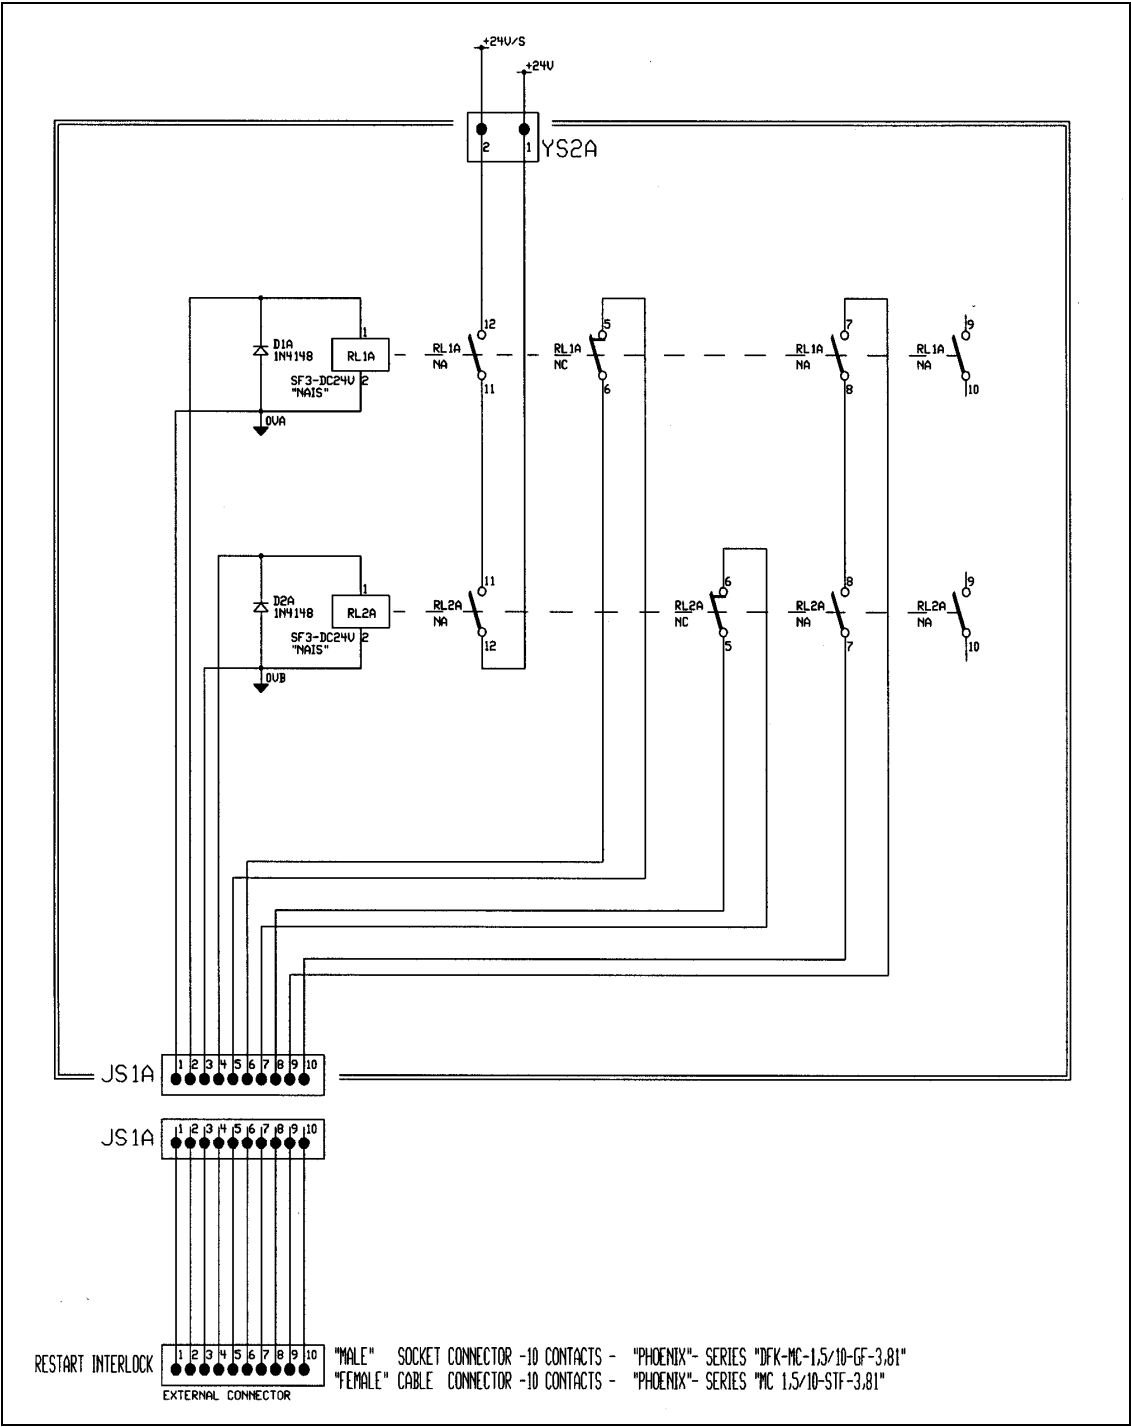 +24V/S
+24V
2 1
YS2A
D1A
1N4148
1
RL1A
SF3-DC24V 2
"NAIS"
0VA
12
RL1A
NA
11
5
RL1A
NC
6
7
RL1A
NA
8
9
RL1A
NA
10
D2A
1N4148
1
RL2A
SF3-DC24V 2
"NAIS"
0VB
11
RL2A
NA
12
6
RL2A
NC
5
8
RL2A
NA
7
9
RL2A
NA
10
JS1A 1 2 3 4 5 6 7 8 9 10
JS1A 1 2 3 4 5 6 7 8 9 10
RESTART INTERLOCK 1 2 3 4 5 6 7 8 9 10
EXTERNAL CONNECTOR
"MALE" SOCKET CONNECTOR -10 CONTACTS - "PHOENIX"- SERIES "DFK-MC-1,5/10-GF-3,81"
"FEMALE" CABLE CONNECTOR -10 CONTACTS - "PHOENIX"- SERIES "MC 1,5/10-STF-3,81"